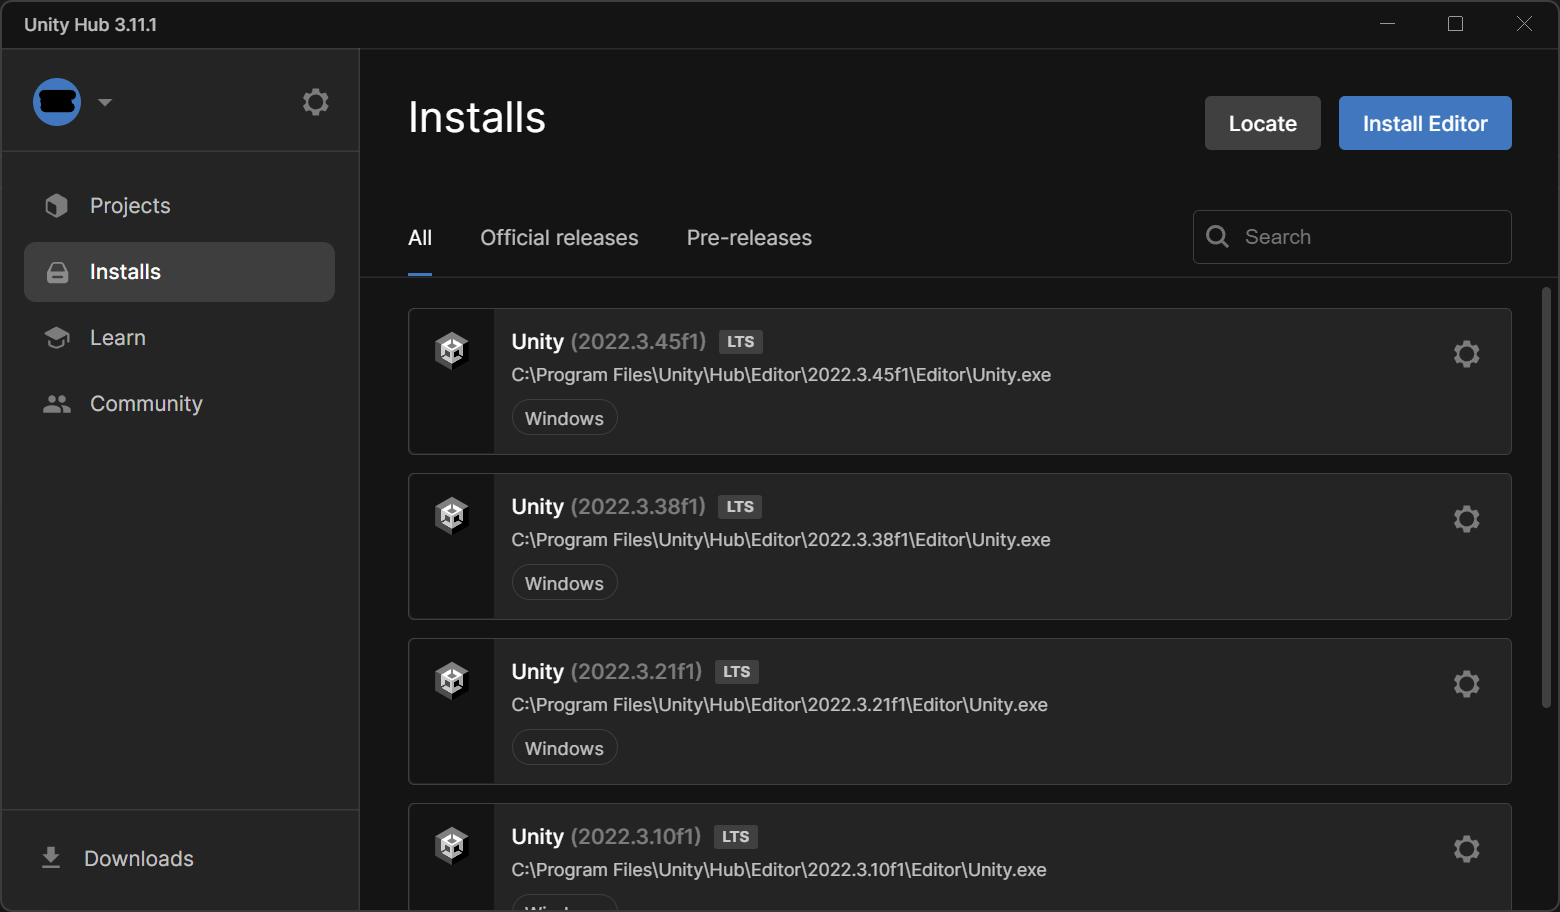 Unity Hub 3.11.1
Projects
Installs
Learn
Community
Downloads
Installs
Locate
Install Editor
All
Official releases
Pre-releases
Search
Unity (2022.3.45f1) LTS
C:\Program Files\Unity\Hub\Editor\2022.3.45f1\Editor\Unity.exe
Windows
Unity (2022.3.38f1) LTS
C:\Program Files\Unity\Hub\Editor\2022.3.38f1\Editor\Unity.exe
Windows
Unity (2022.3.21f1) LTS
C:\Program Files\Unity\Hub\Editor\2022.3.21f1\Editor\Unity.exe
Windows
Unity (2022.3.10f1) LTS
C:\Program Files\Unity\Hub\Editor\2022.3.10f1\Editor\Unity.exe